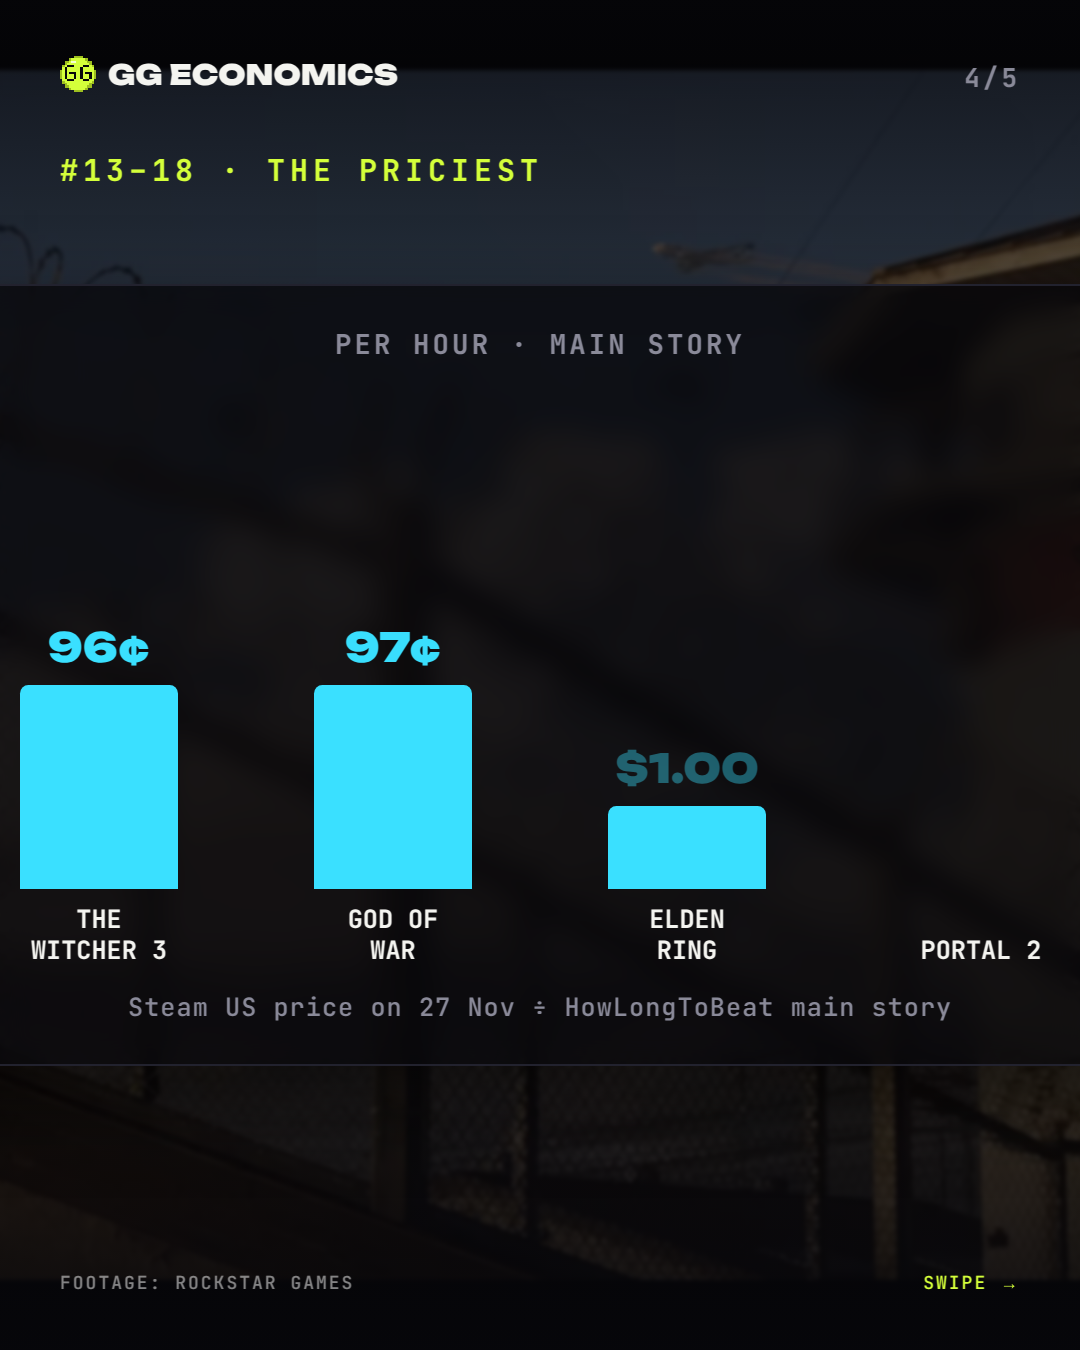 GG ECONOMICS
4/5
#13–18 · THE PRICIEST
PER HOUR · MAIN STORY
96¢
97¢
$1.00
THE
WITCHER 3
GOD OF
WAR
ELDEN
RING
PORTAL 2
Steam US price on 27 Nov ÷ HowLongToBeat main story
FOOTAGE: ROCKSTAR GAMES
SWIPE →